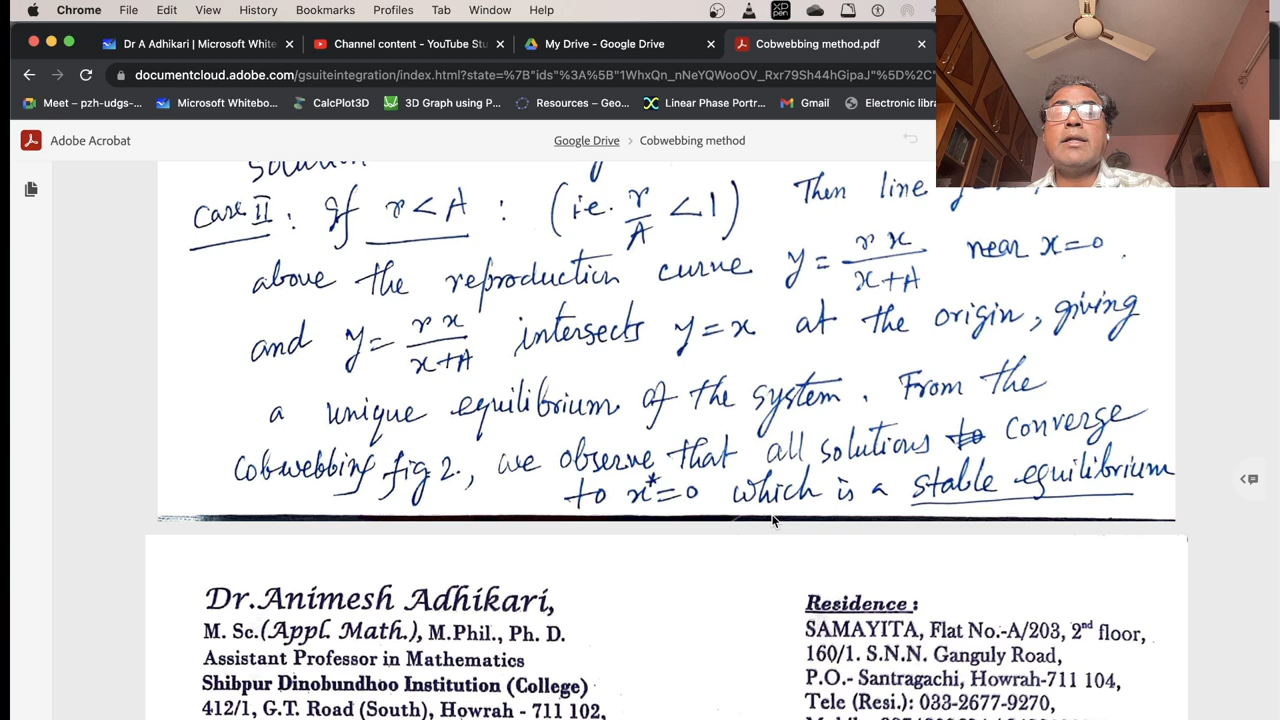 Chrome File Edit View History Bookmarks Profiles Tab Window Help
Dr A Adhikari | Microsoft White
Channel content - YouTube Stu
My Drive - Google Drive
Cobwebbing method.pdf
documentcloud.adobe.com/gsuiteintegration/index.html?state=%7B"ids"%3A%5B"1WhxQn_nNeYQWooOV_Rxr79Sh44hGipaJ"%5D%2C"
Meet – pzh-udgs-...
Microsoft Whitebo...
CalcPlot3D
3D Graph using P...
Resources – Geo...
Linear Phase Portr...
Gmail
Electronic libra
Adobe Acrobat
Google Drive > Cobwebbing method
solution
Case II : If r < A : (i.e. r/A < 1) Then line
above the reproduction curve y = rx/(x+A) near x=0.
and y = rx/(x+A) intersects y = x at the origin, giving
a unique equilibrium of the system. From the
cobwebbing fig 2., we observe that all solutions converge
to x*=0 which is a stable equilibrium
Dr.Animesh Adhikari,
M. Sc.(Appl. Math.), M.Phil., Ph. D.
Assistant Professor in Mathematics
Shibpur Dinobundhoo Institution (College)
412/1, G.T. Road (South), Howrah - 711 102,
Residence :
SAMAYITA, Flat No.-A/203, 2nd floor,
160/1. S.N.N. Ganguly Road,
P.O.- Santragachi, Howrah-711 104,
Tele (Resi.) : 033-2677-9270,